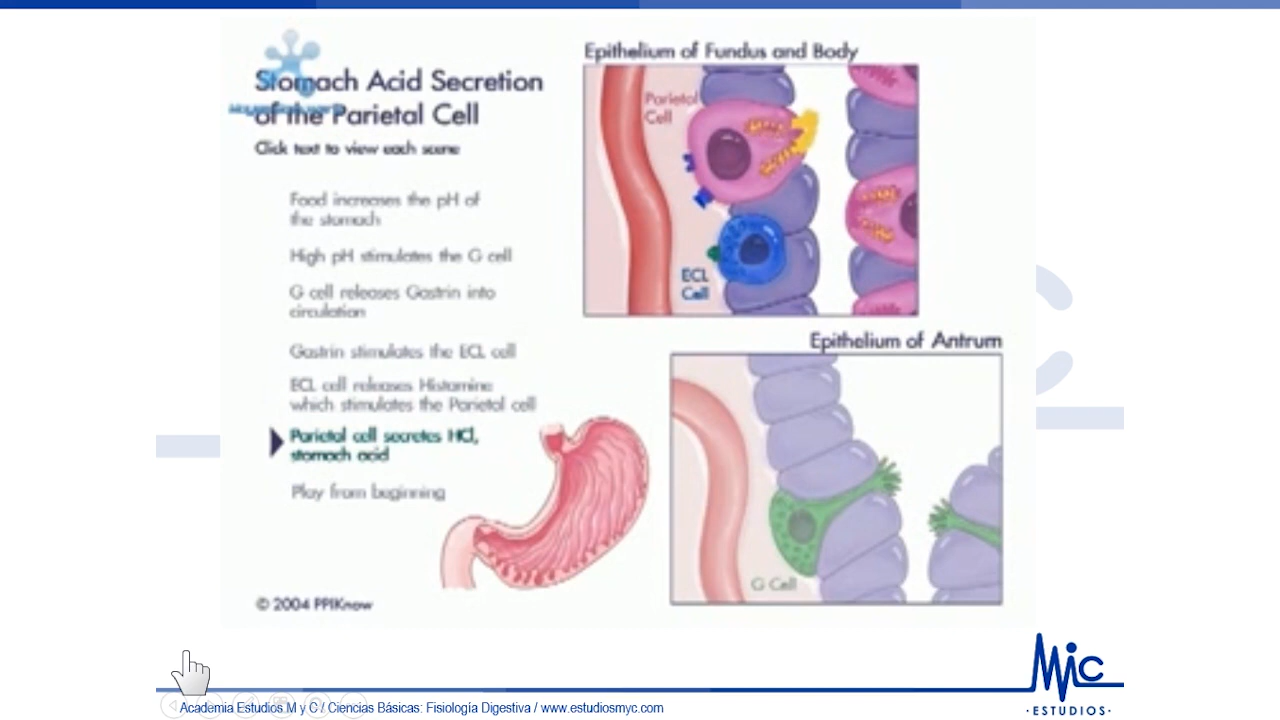 Stomach Acid Secretion
of the Parietal Cell
Click text to view each scene
Food increases the pH of
the stomach
High pH stimulates the G cell
G cell releases Gastrin into
circulation
Gastrin stimulates the ECL cell
ECL cell releases Histamine
which stimulates the Parietal cell
Parietal cell secretes HCl,
stomach acid
Play from beginning
© 2004 PPIKnow
Epithelium of Fundus and Body
Parietal
Cell
ECL
Cell
Epithelium of Antrum
G Cell
Academia Estudios M y C / Ciencias Básicas: Fisiología Digestiva / www.estudiosmyc.com
MyC
·ESTUDIOS·